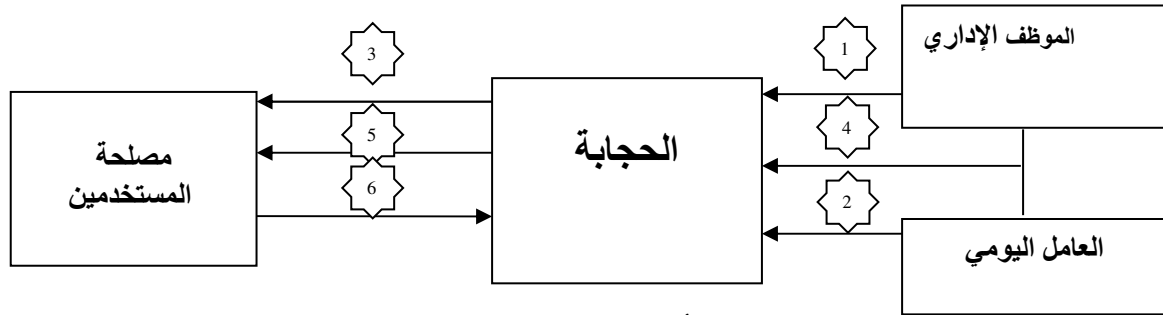 الموظف الإداري
1
3
4
الحجابة
5
مصلحة
المستخدمين
6
2
العامل اليومي